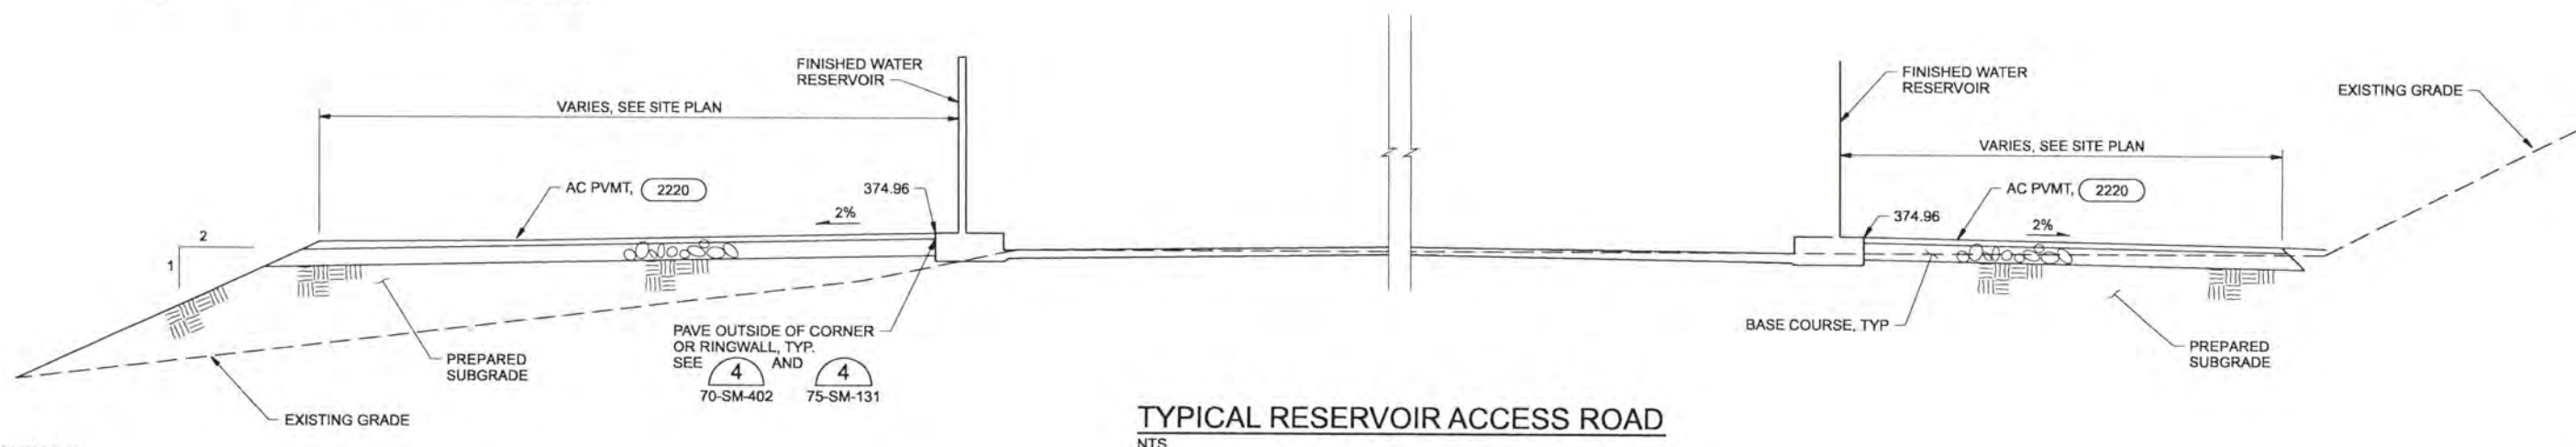 FINISHED WATER
RESERVOIR
FINISHED WATER
RESERVOIR
EXISTING GRADE
VARIES, SEE SITE PLAN
VARIES, SEE SITE PLAN
AC PVMT, 2220
374.96
AC PVMT, 2220
2%
374.96
2%
2
1
PAVE OUTSIDE OF CORNER
OR RINGWALL, TYP.
SEE 4 AND 4
70-SM-402 75-SM-131
BASE COURSE, TYP
PREPARED
SUBGRADE
PREPARED
SUBGRADE
EXISTING GRADE
TYPICAL RESERVOIR ACCESS ROAD
NTS